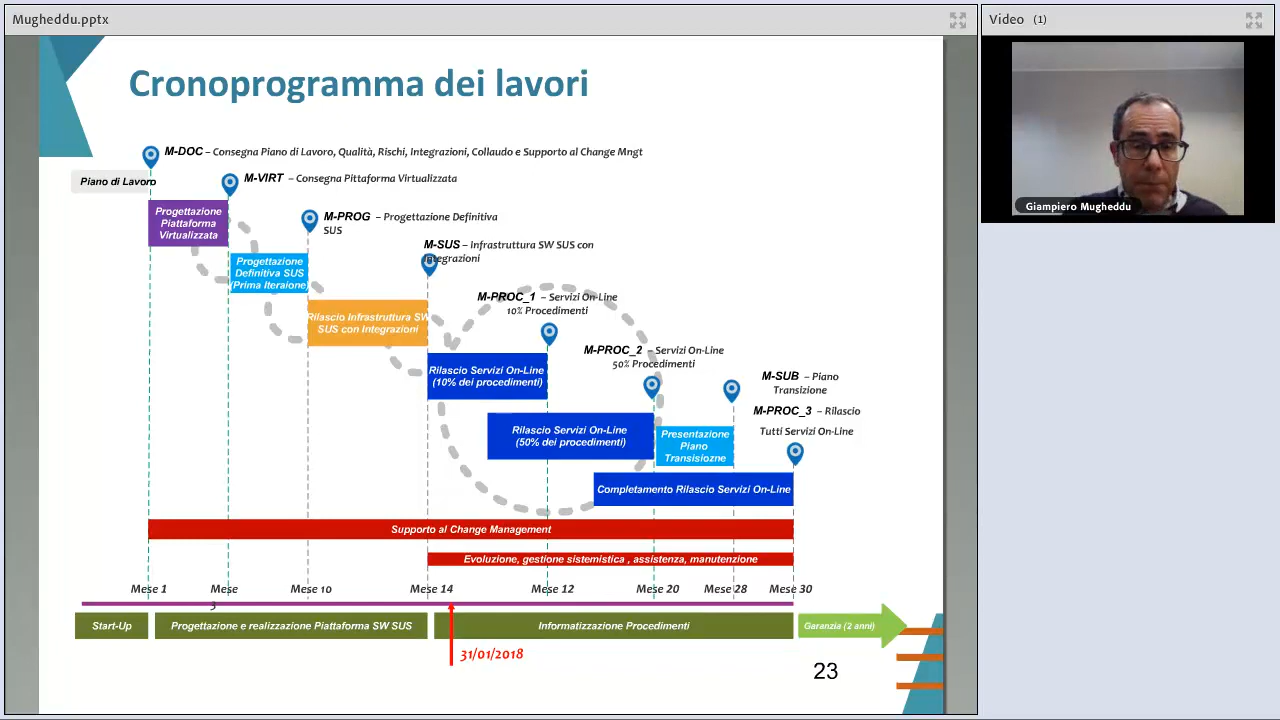 Mugheddu.pptx
Video (1)
Cronoprogramma dei lavori
M-DOC – Consegna Piano di Lavoro, Qualità, Rischi, Integrazioni, Collaudo e Supporto al Change Mngt
Piano di Lavoro
M-VIRT – Consegna Pittaforma Virtualizzata
Progettazione
Piattaforma
Virtualizzata
M-PROG – Progettazione Definitiva
SUS
Progettazione
Definitiva SUS
(Prima Iteraione)
M-SUS – Infrastruttura SW SUS con
Integrazioni
Rilascio Infrastruttura SW
SUS con Integrazioni
M-PROC_1 – Servizi On-Line
10% Procedimenti
Rilascio Servizi On-Line
(10% dei procedimenti)
M-PROC_2 – Servizi On-Line
50% Procedimenti
Rilascio Servizi On-Line
(50% dei procedimenti)
M-SUB – Piano
Transizione
Presentazione
Piano
Transisiozne
M-PROC_3 – Rilascio
Tutti Servizi On-Line
Completamento Rilascio Servizi On-Line
Supporto al Change Management
Evoluzione, gestione sistemistica , assistenza, manutenzione
Mese 1
Mese
3
Mese 10
Mese 14
Mese 12
Mese 20
Mese 28
Mese 30
Start-Up
Progettazione e realizzazione Piattaforma SW SUS
Informatizzazione Procedimenti
Garanzia (2 anni)
31/01/2018
23
Giampiero Mugheddu